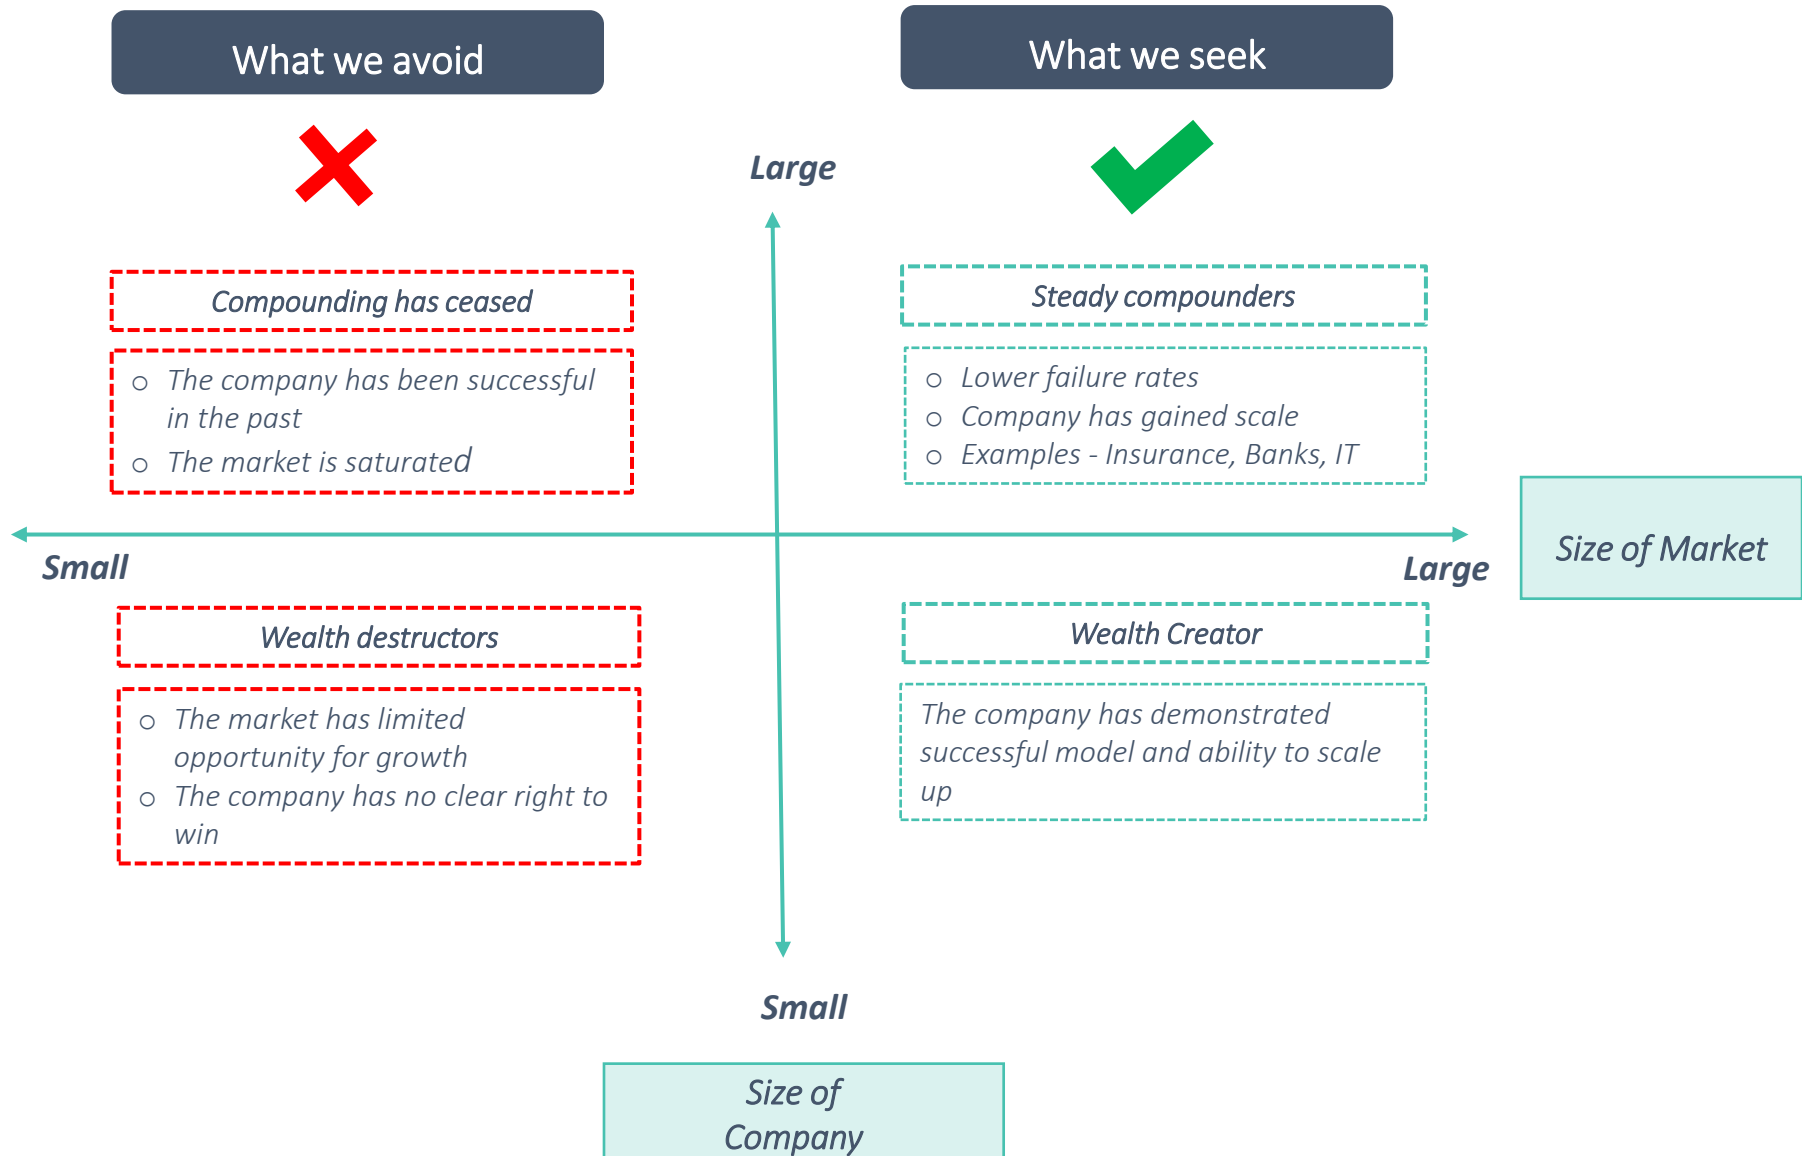 What we avoid
What we seek
Large
Compounding has ceased
○ The company has been successful
in the past
○ The market is saturated
Steady compounders
○ Lower failure rates
○ Company has gained scale
○ Examples - Insurance, Banks, IT
Small
Large
Size of Market
Wealth destructors
○ The market has limited
opportunity for growth
○ The company has no clear right to
win
Wealth Creator
The company has demonstrated
successful model and ability to scale
up
Small
Size of
Company